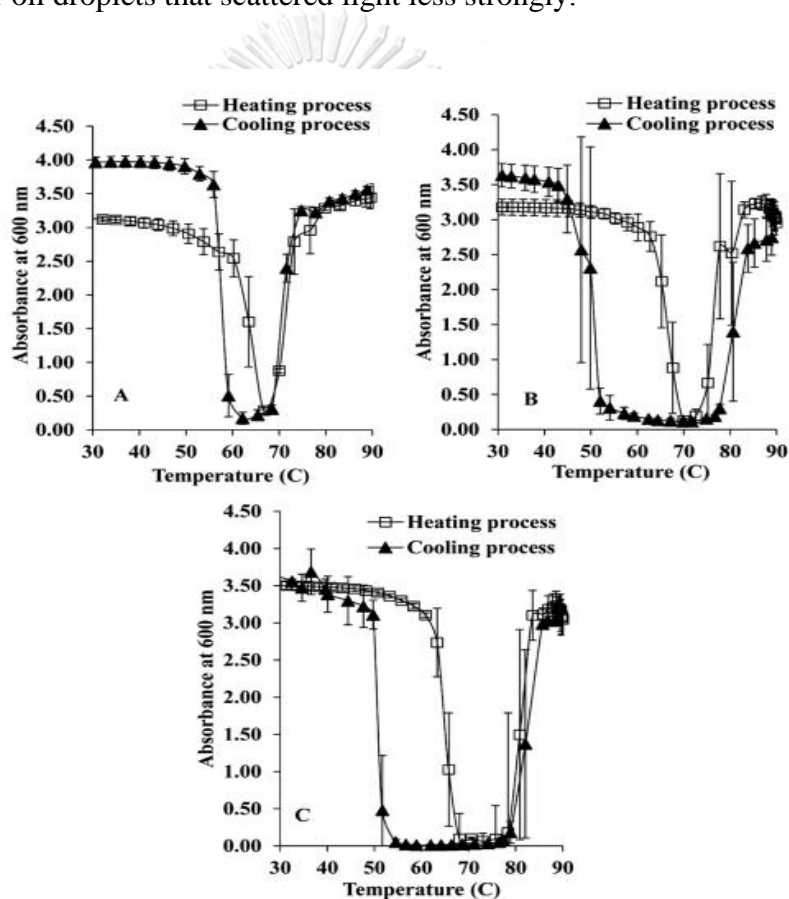 on droplets that scattered light less strongly.
Heating process
Cooling process
4.50
4.00
3.50
3.00
2.50
2.00
1.50
1.00
0.50
0.00
Absorbance at 600 nm
A
30 40 50 60 70 80 90
Temperature (C)
Heating process
Cooling process
4.50
4.00
3.50
3.00
2.50
2.00
1.50
1.00
0.50
0.00
Absorbance at 600 nm
B
30 40 50 60 70 80 90
Temperature (C)
Heating process
Cooling process
4.50
4.00
3.50
3.00
2.50
2.00
1.50
1.00
0.50
0.00
Absorbance at 600 nm
C
30 40 50 60 70 80 90
Temperature (C)